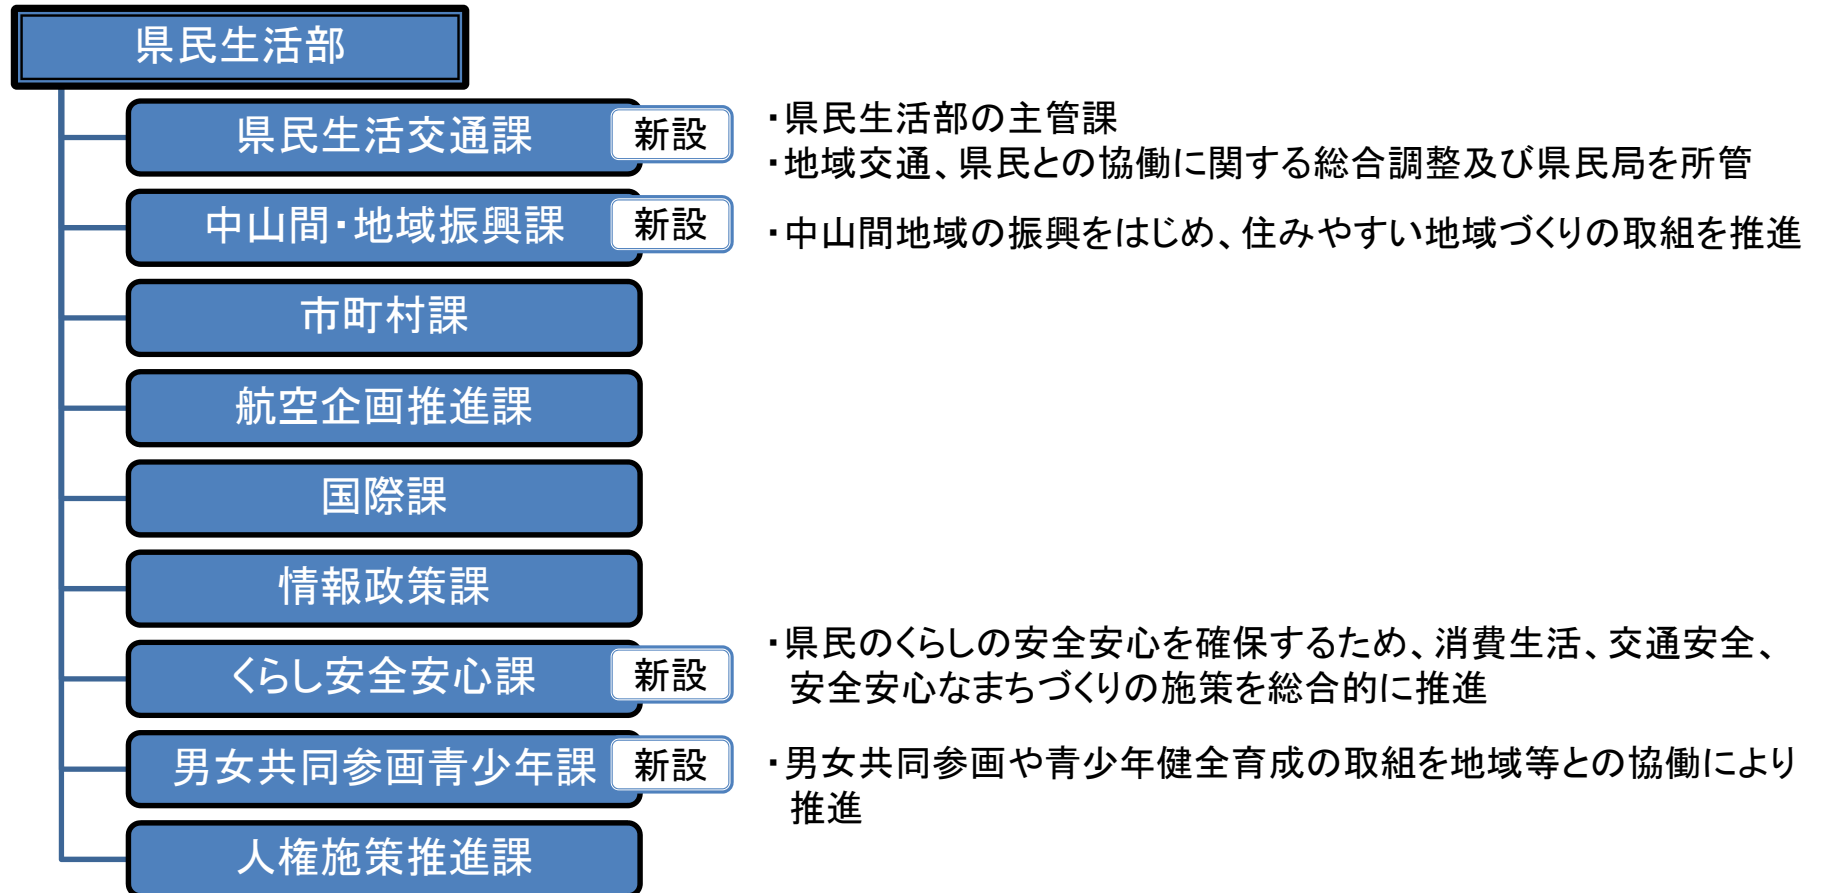 県民生活部
県民生活交通課
新設
・県民生活部の主管課
・地域交通、県民との協働に関する総合調整及び県民局を所管
中山間・地域振興課
新設
・中山間地域の振興をはじめ、住みやすい地域づくりの取組を推進
市町村課
航空企画推進課
国際課
情報政策課
くらし安全安心課
新設
・県民のくらしの安全安心を確保するため、消費生活、交通安全、
安全安心なまちづくりの施策を総合的に推進
男女共同参画青少年課
新設
・男女共同参画や青少年健全育成の取組を地域等との協働により
推進
人権施策推進課